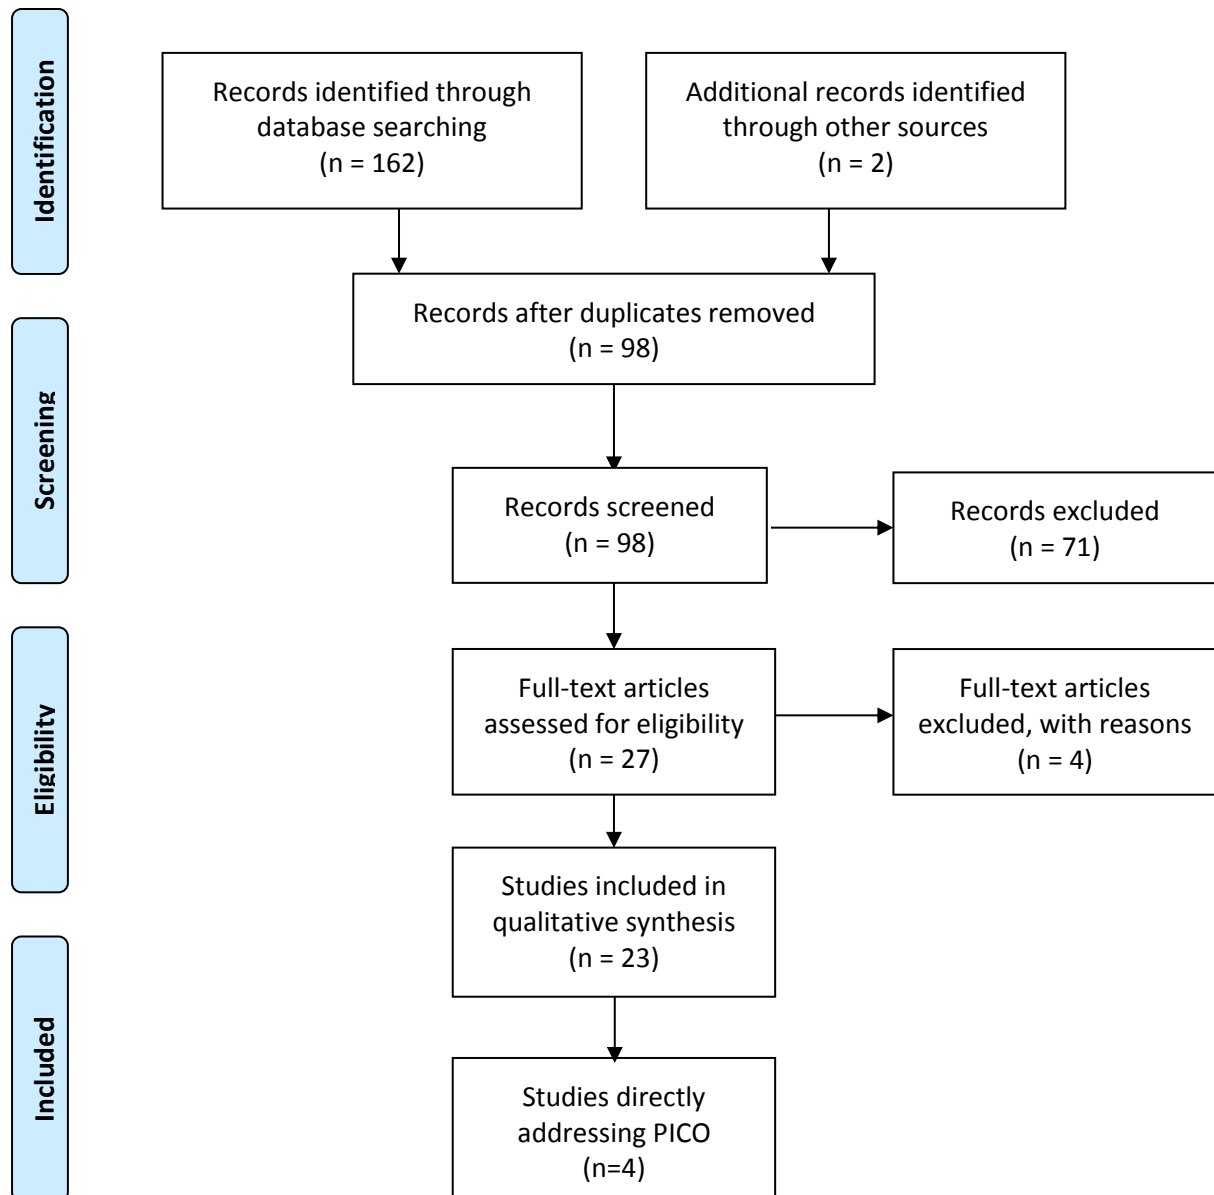 Identification
Records identified through
database searching
(n = 162)
Additional records identified
through other sources
(n = 2)
Records after duplicates removed
(n = 98)
Screening
Records screened
(n = 98)
Records excluded
(n = 71)
Eligibility
Full-text articles
assessed for eligibility
(n = 27)
Full-text articles
excluded, with reasons
(n = 4)
Studies included in
qualitative synthesis
(n = 23)
Included
Studies directly
addressing PICO
(n=4)